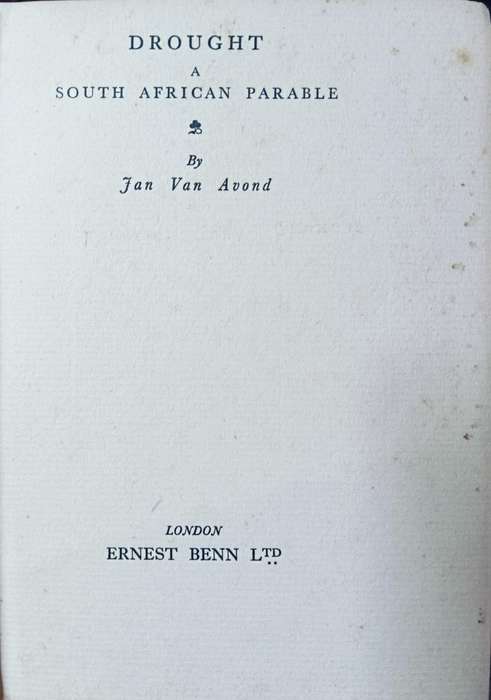 DROUGHT
A
SOUTH AFRICAN PARABLE
By
Jan Van Avond
LONDON
ERNEST BENN LTD